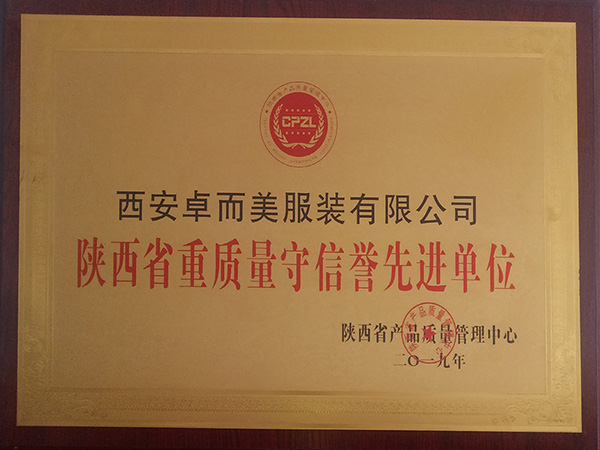 CPZL
西安卓而美服装有限公司
陕西省重质量守信誉先进单位
陕西省产品质量管理中心
二〇一九年